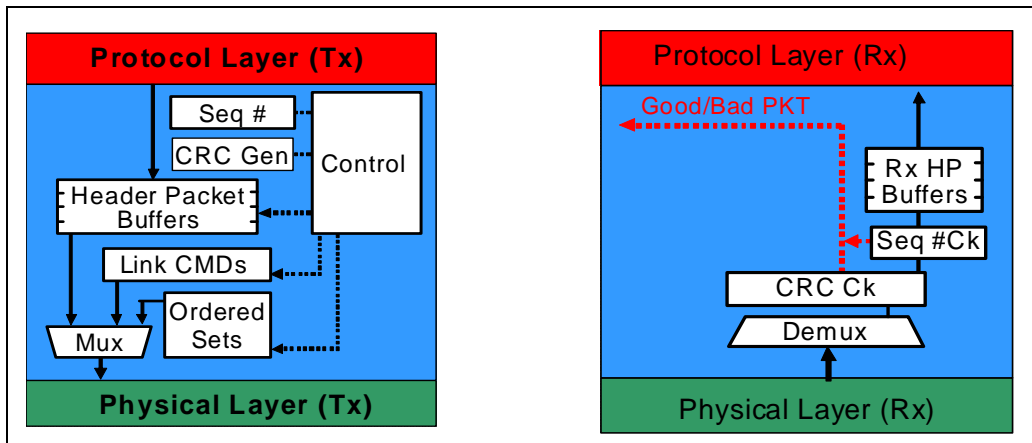 Protocol Layer (Tx)
Seq #
CRC Gen
Control
Header Packet
Buffers
Link CMDs
Ordered
Sets
Mux
Physical Layer (Tx)
Protocol Layer (Rx)
Good/Bad PKT
Rx HP
Buffers
Seq #Ck
CRC Ck
Demux
Physical Layer (Rx)